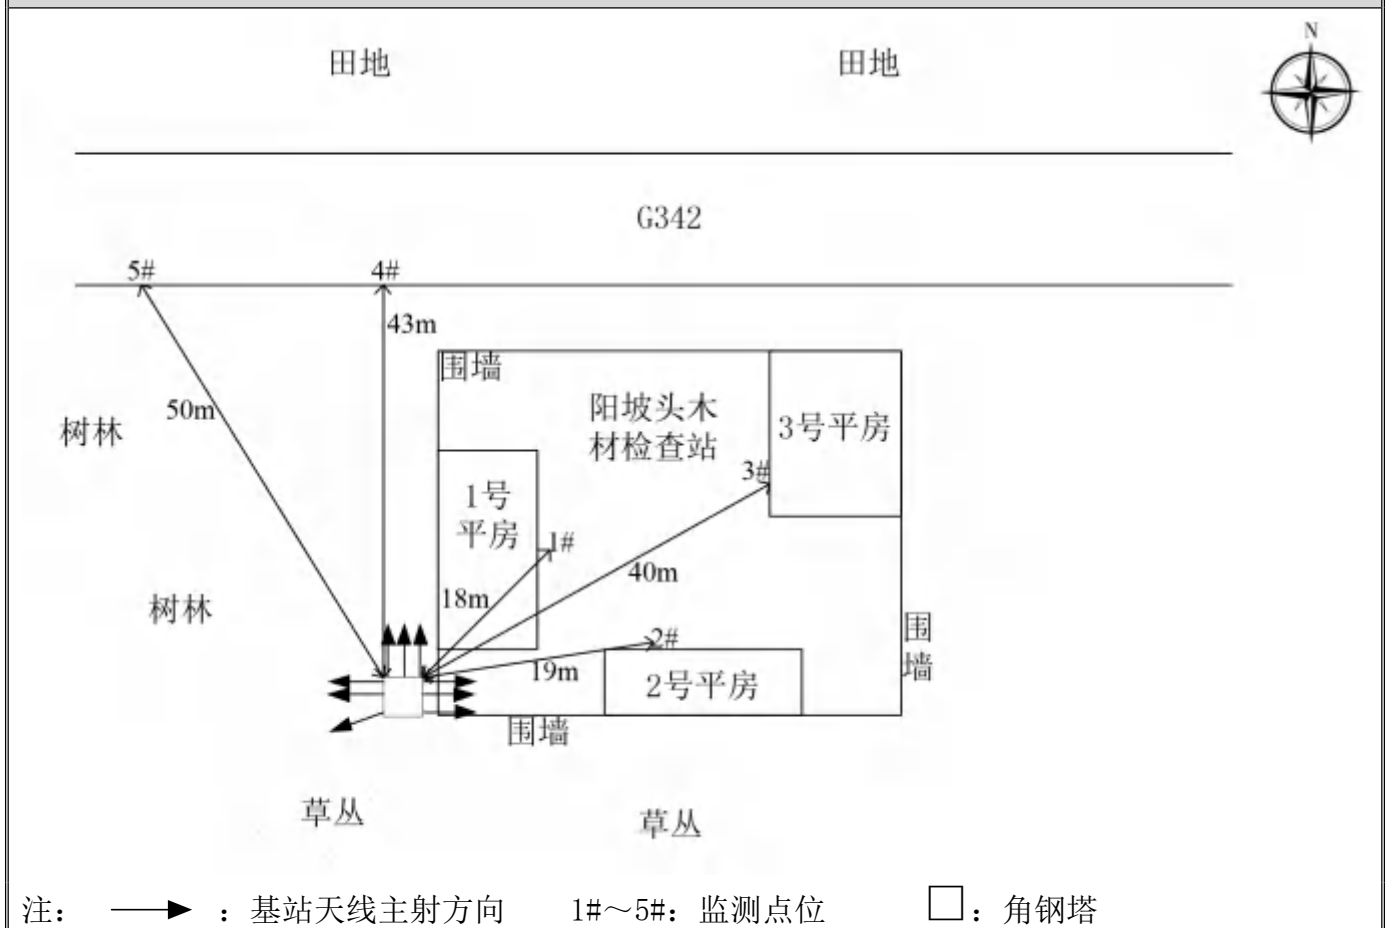 N
田地
田地
G342
5#
4#
43m
围墙
50m
树林
阳坡头木
材检查站
3号平房
3#
1号
平房
1#
40m
18m
树林
围
墙
2#
19m
2号平房
围墙
草丛
草丛
注： ：基站天线主射方向 1#～5#：监测点位 ：角钢塔